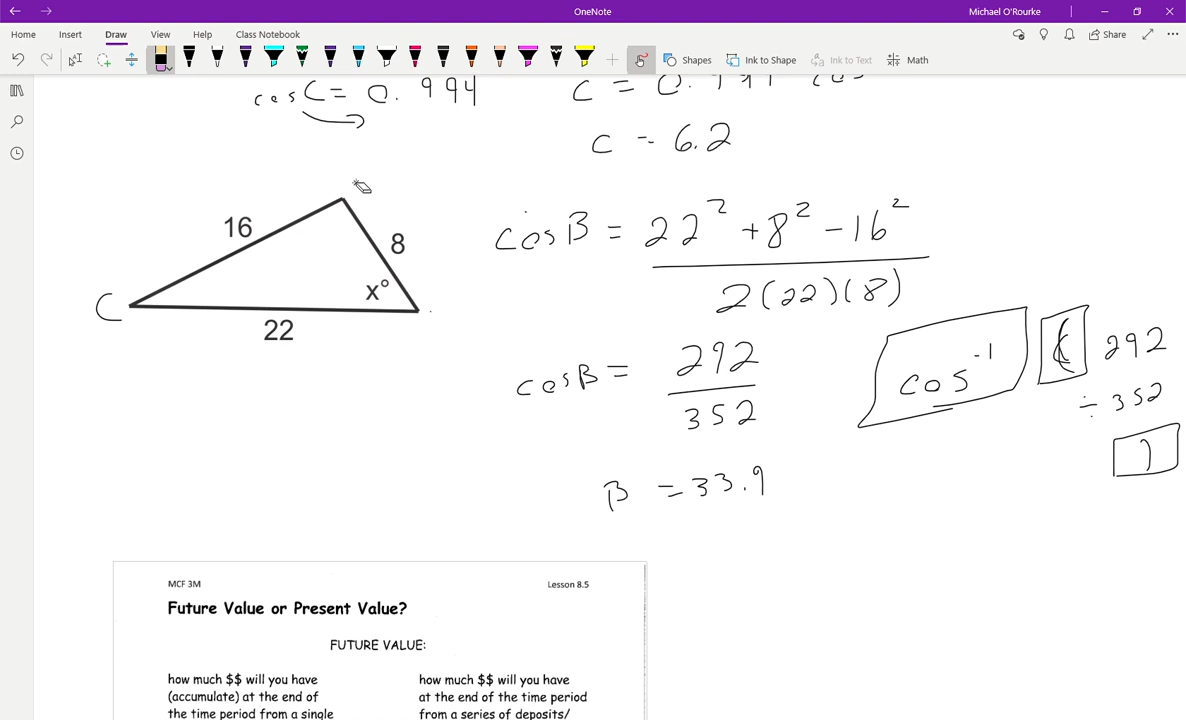 OneNote
Michael O'Rourke
Home Insert Draw View Help Class Notebook
Share
Shapes Ink to Shape Ink to Text Math
cos C = 0.994
C = 6.2
16
8
x°
C
22
cosB = 22² + 8² - 16²
2(22)(8)
cosB = 292
352
cos⁻¹ ( 292
÷ 352
)
B = 33.9
MCF 3M Lesson 8.5
Future Value or Present Value?
FUTURE VALUE:
how much $$ will you have how much $$ will you have
(accumulate) at the end of at the end of the time period
the time period from a single from a series of deposits/